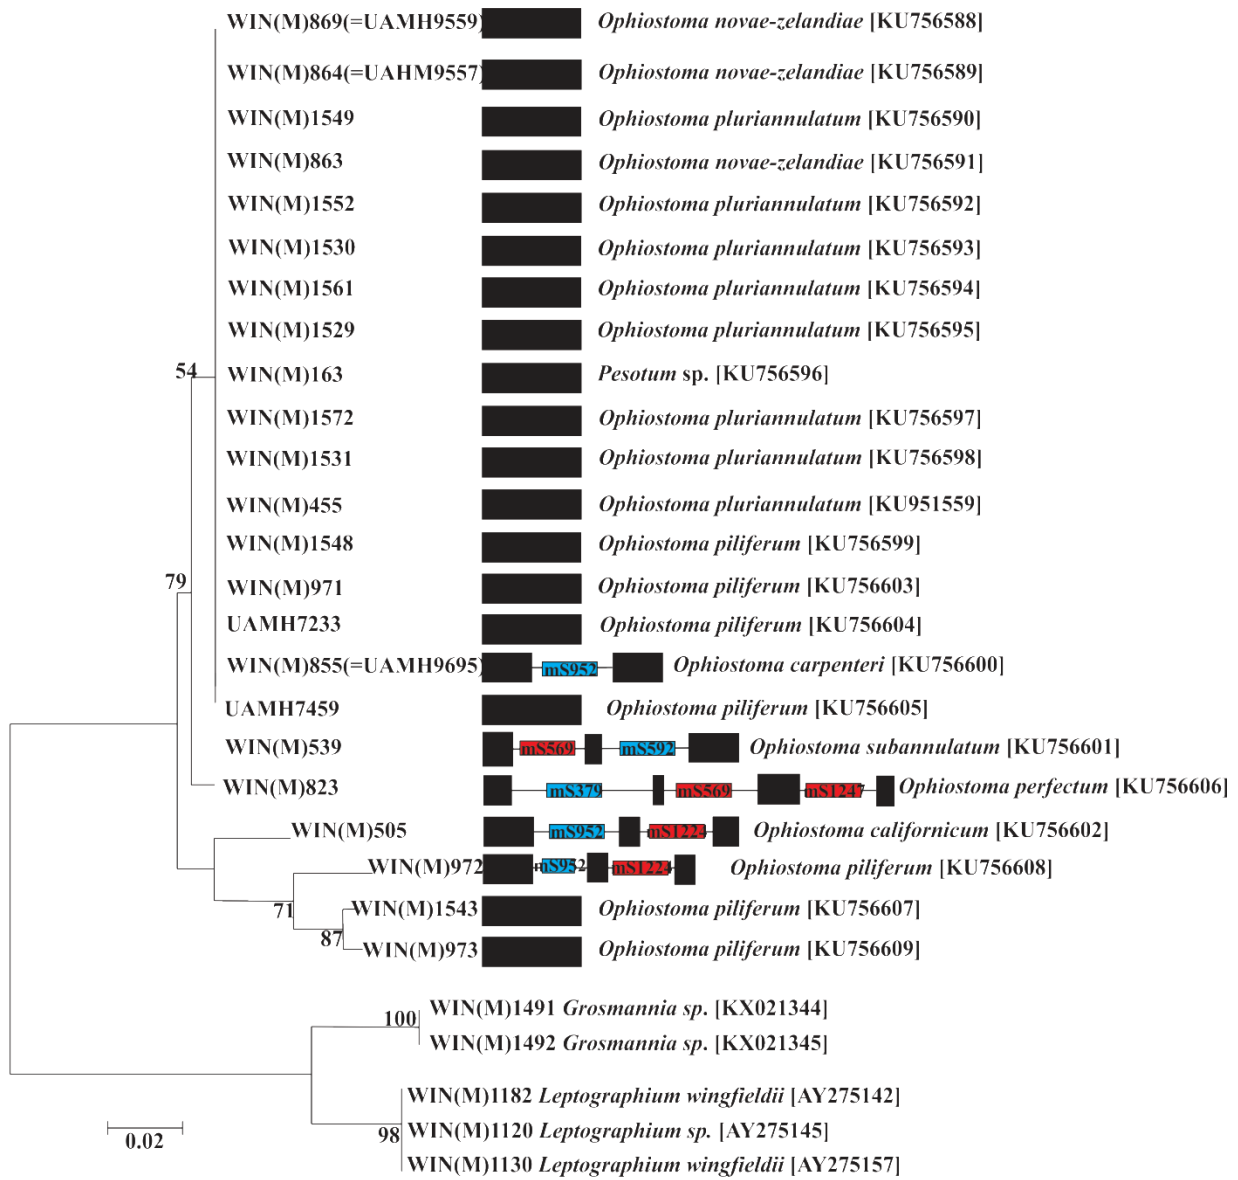 WIN(M)869(=UAMH9559) Ophiostoma novae-zelandiae [KU756588]
WIN(M)864(=UAHM9557) Ophiostoma novae-zelandiae [KU756589]
WIN(M)1549 Ophiostoma pluriannulatum [KU756590]
WIN(M)863 Ophiostoma novae-zelandiae [KU756591]
WIN(M)1552 Ophiostoma pluriannulatum [KU756592]
WIN(M)1530 Ophiostoma pluriannulatum [KU756593]
WIN(M)1561 Ophiostoma pluriannulatum [KU756594]
WIN(M)1529 Ophiostoma pluriannulatum [KU756595]
54
WIN(M)163 Pesotum sp. [KU756596]
WIN(M)1572 Ophiostoma pluriannulatum [KU756597]
WIN(M)1531 Ophiostoma pluriannulatum [KU756598]
WIN(M)455 Ophiostoma pluriannulatum [KU951559]
WIN(M)1548 Ophiostoma piliferum [KU756599]
79
WIN(M)971 Ophiostoma piliferum [KU756603]
UAMH7233 Ophiostoma piliferum [KU756604]
WIN(M)855(=UAMH9695) mS952 Ophiostoma carpenteri [KU756600]
UAMH7459 Ophiostoma piliferum [KU756605]
WIN(M)539 mS569 mS592 Ophiostoma subannulatum [KU756601]
WIN(M)823 mS379 mS569 mS1247 Ophiostoma perfectum [KU756606]
WIN(M)505 mS952 mS1224 Ophiostoma californicum [KU756602]
WIN(M)972 mS952 mS1224 Ophiostoma piliferum [KU756608]
71
WIN(M)1543 Ophiostoma piliferum [KU756607]
87
WIN(M)973 Ophiostoma piliferum [KU756609]
WIN(M)1491 Grosmannia sp. [KX021344]
100
WIN(M)1492 Grosmannia sp. [KX021345]
WIN(M)1182 Leptographium wingfieldii [AY275142]
98
WIN(M)1120 Leptographium sp. [AY275145]
0.02
WIN(M)1130 Leptographium wingfieldii [AY275157]